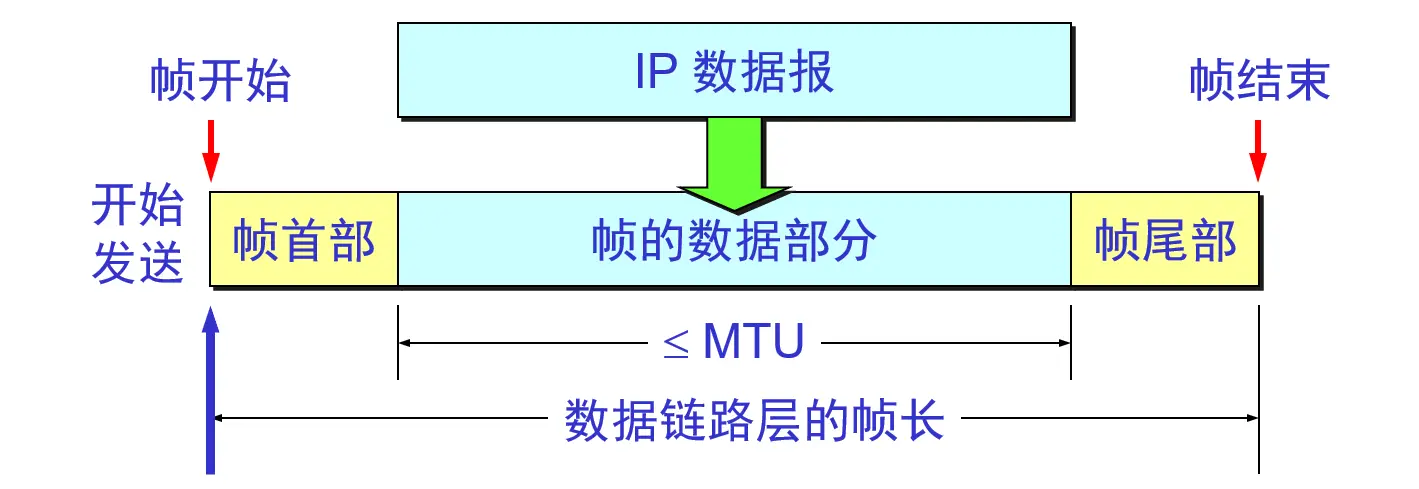 IP 数据报
帧开始
帧结束
开始
发送
帧首部
帧的数据部分
帧尾部
≤ MTU
数据链路层的帧长